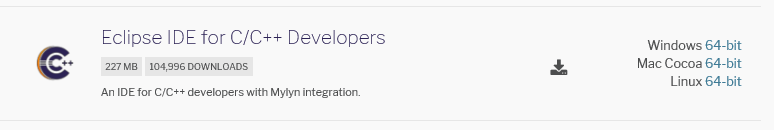 Eclipse IDE for C/C++ Developers
227 MB 104,996 DOWNLOADS
An IDE for C/C++ developers with Mylyn integration.
C++
Windows 64-bit
Mac Cocoa 64-bit
Linux 64-bit